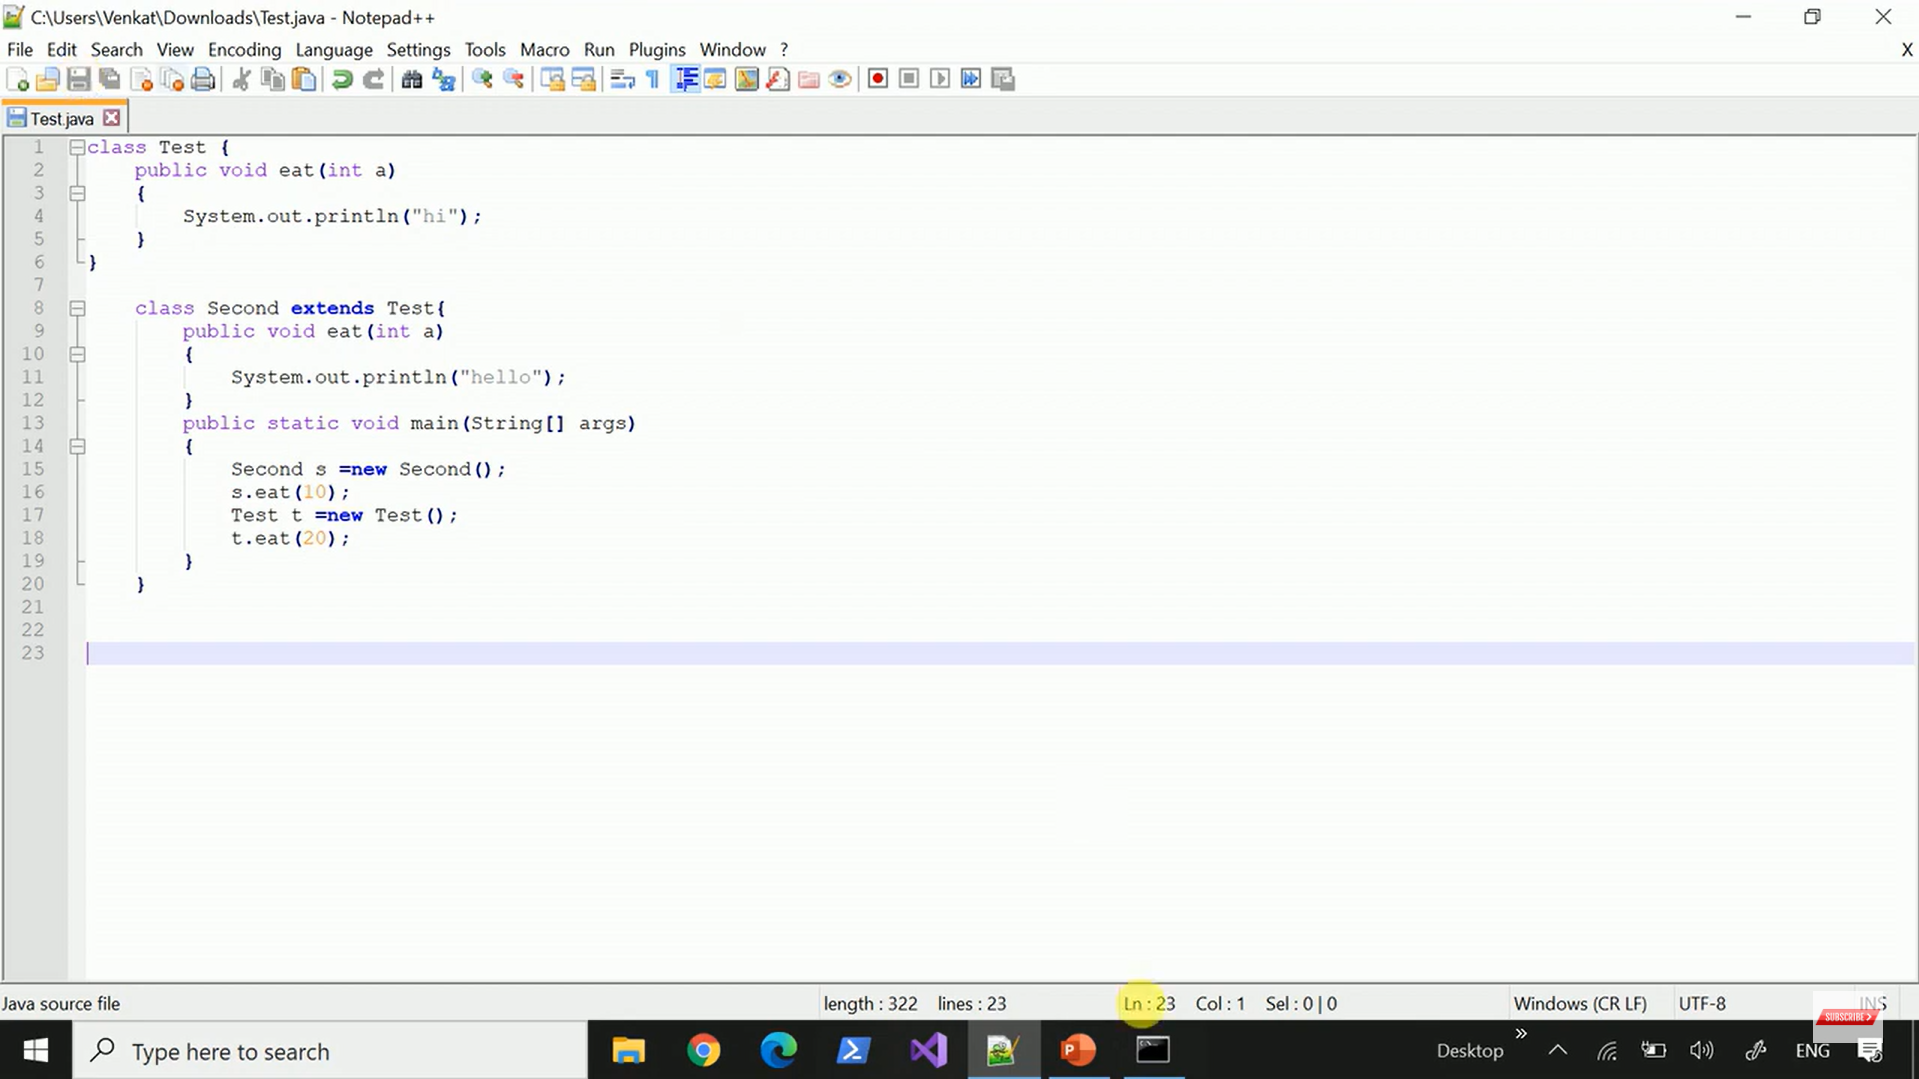 C:\Users\Venkat\Downloads\Test.java - Notepad++
File Edit Search View Encoding Language Settings Tools Macro Run Plugins Window ? X
Test.java
1 class Test {
2 public void eat(int a)
3 {
4 System.out.println("hi");
5 }
6 }
7
8 class Second extends Test{
9 public void eat(int a)
10 {
11 System.out.println("hello");
12 }
13 public static void main(String[] args)
14 {
15 Second s =new Second();
16 s.eat(10);
17 Test t =new Test();
18 t.eat(20);
19 }
20 }
21
22
23
Java source file length : 322 lines : 23 Ln : 23 Col : 1 Sel : 0 | 0 Windows (CR LF) UTF-8 INS
SUBSCRIBE
Type here to search Desktop ENG